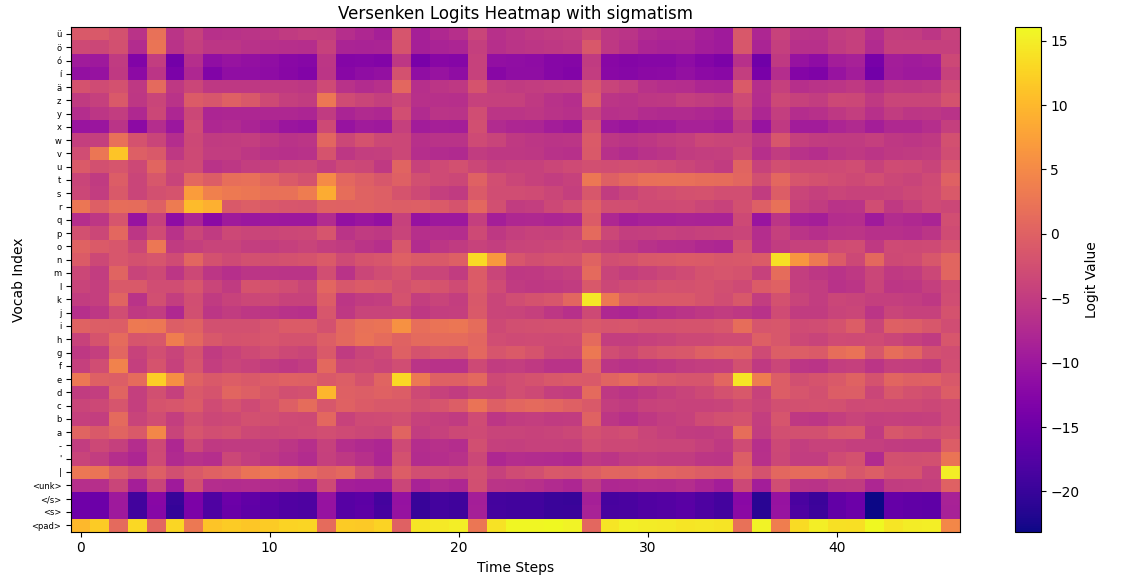 Versenken Logits Heatmap with sigmatism
Vocab Index
ü
ö
ó
í
ä
z
y
x
w
v
u
t
s
r
q
p
o
n
m
l
k
j
i
h
g
f
e
d
c
b
a
-
'
|
<unk>
</s>
<s>
<pad>
0 10 20 30 40
Time Steps
15
10
5
0
−5
−10
−15
−20
Logit Value